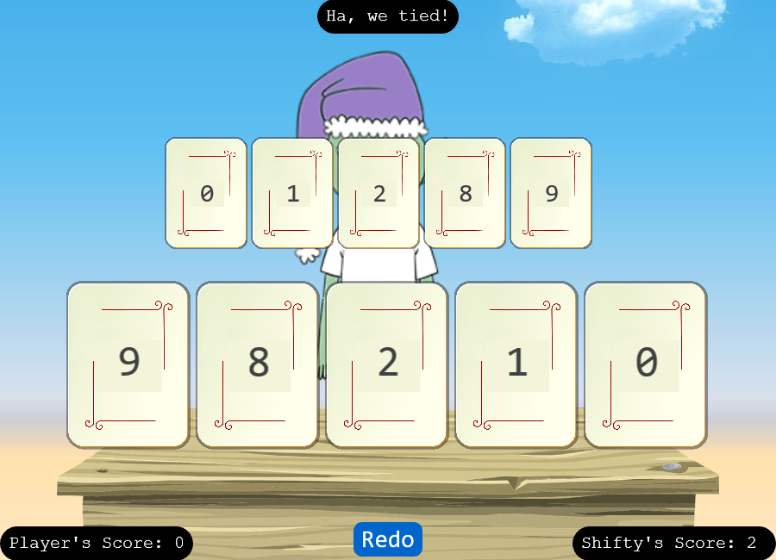 Ha, we tied!
0 1 2 8 9
9 8 2 1 0
Player's Score: 0
Redo
Shifty's Score: 2